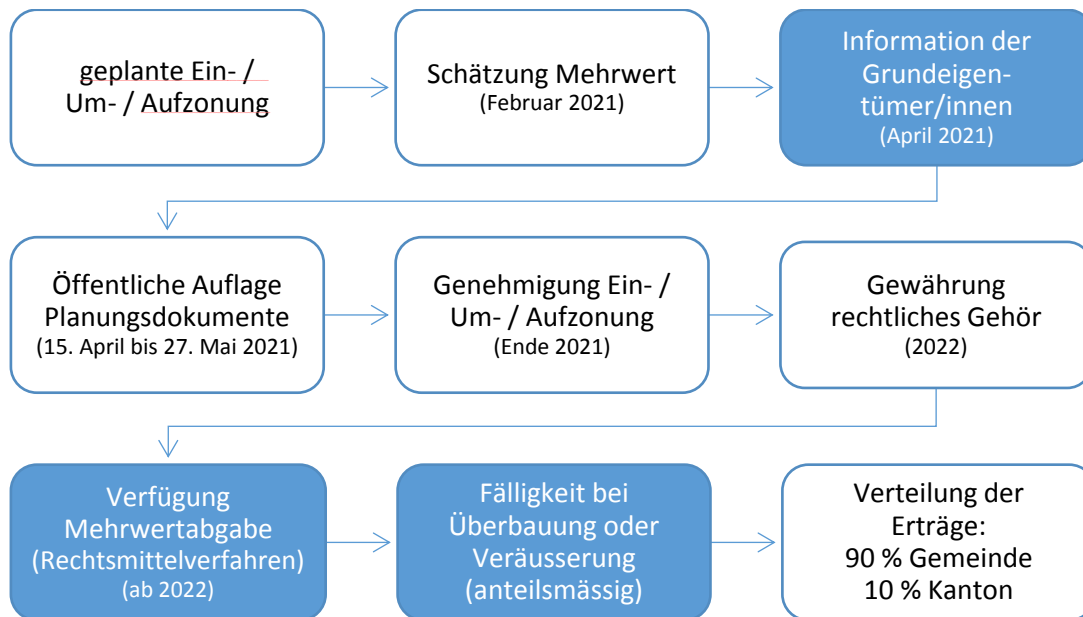 geplante Ein- /
Um- / Aufzonung
Schätzung Mehrwert
(Februar 2021)
Information der
Grundeigen-
tümer/innen
(April 2021)
Öffentliche Auflage
Planungsdokumente
(15. April bis 27. Mai 2021)
Genehmigung Ein- /
Um- / Aufzonung
(Ende 2021)
Gewährung
rechtliches Gehör
(2022)
Verfügung
Mehrwertabgabe
(Rechtsmittelverfahren)
(ab 2022)
Fälligkeit bei
Überbauung oder
Veräusserung
(anteilsmässig)
Verteilung der
Erträge:
90 % Gemeinde
10 % Kanton